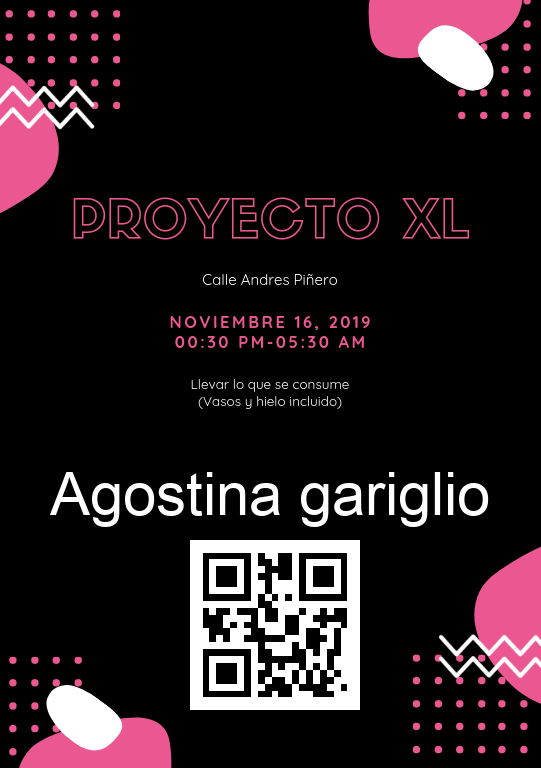 PROYECTO XL
Calle Andres Piñero
NOVIEMBRE 16, 2019
00:30 PM-05:30 AM
Llevar lo que se consume
(Vasos y hielo incluido)
Agostina gariglio